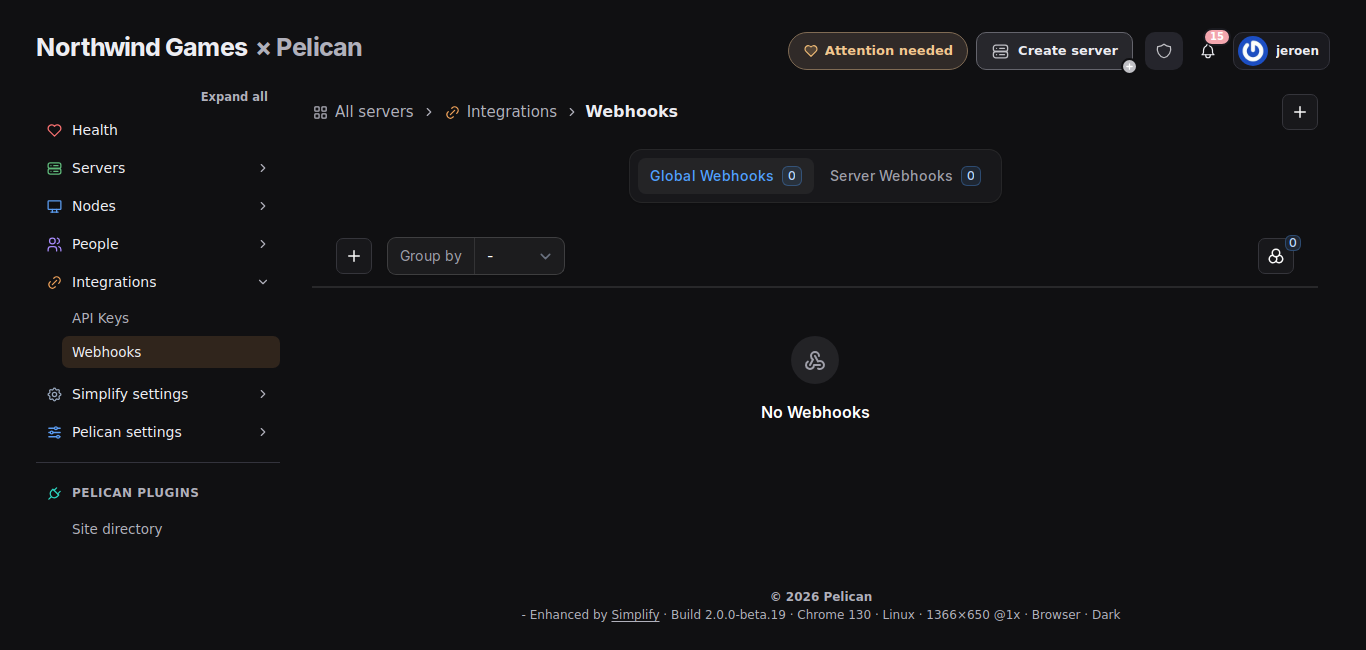 Northwind Games × Pelican
Attention needed
Create server
15
jeroen
Expand all
Health
Servers
Nodes
People
Integrations
API Keys
Webhooks
Simplify settings
Pelican settings
PELICAN PLUGINS
Site directory
All servers > Integrations > Webhooks
Global Webhooks 0
Server Webhooks 0
Group by -
0
No Webhooks
© 2026 Pelican
- Enhanced by Simplify · Build 2.0.0-beta.19 · Chrome 130 · Linux · 1366×650 @1x · Browser · Dark